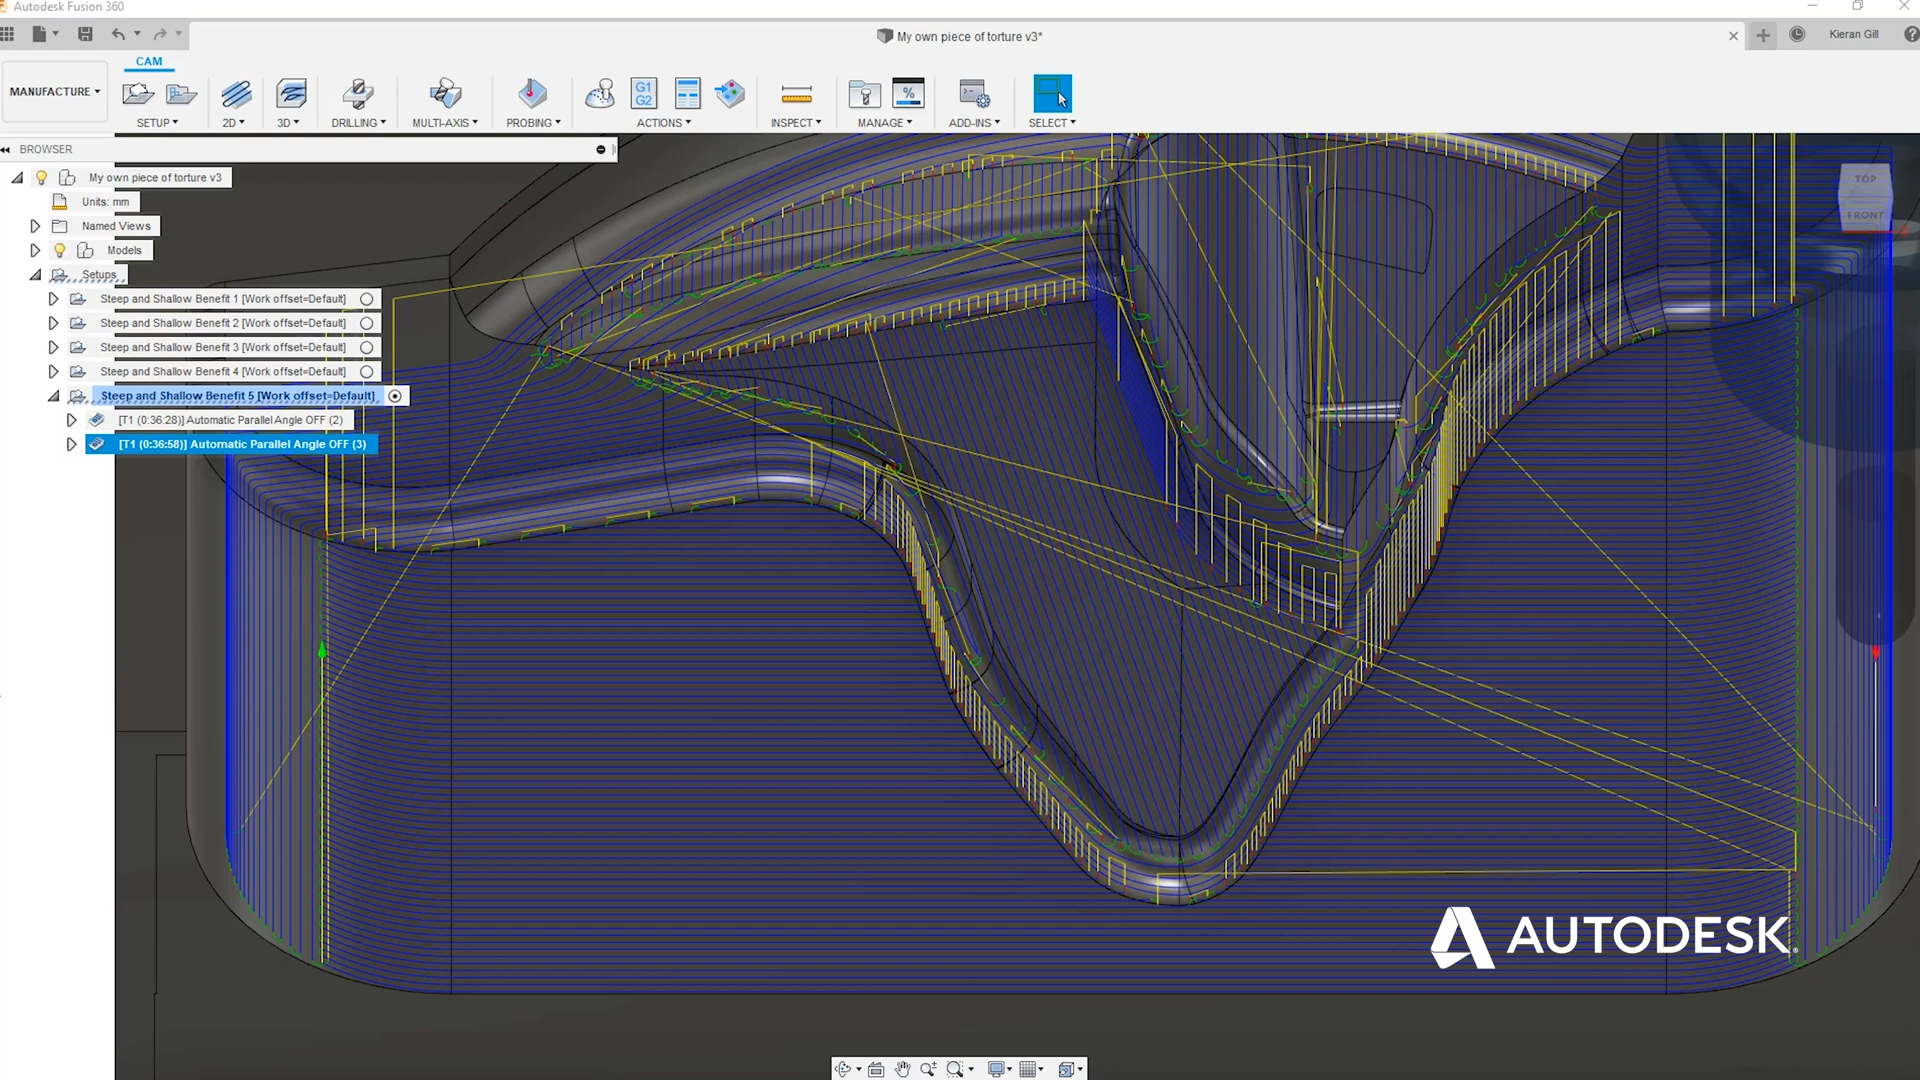 Autodesk Fusion 360
My own piece of torture v3*
Kieran Gill
CAM
MANUFACTURE
SETUP
2D
3D
DRILLING
MULTI-AXIS
PROBING
G1
G2
ACTIONS
INSPECT
%
MANAGE
ADD-INS
SELECT
BROWSER
My own piece of torture v3
Units: mm
Named Views
Models
Setups
Steep and Shallow Benefit 1 [Work offset=Default]
Steep and Shallow Benefit 2 [Work offset=Default]
Steep and Shallow Benefit 3 [Work offset=Default]
Steep and Shallow Benefit 4 [Work offset=Default]
Steep and Shallow Benefit 5 [Work offset=Default]
[T1 (0:36:28)] Automatic Parallel Angle OFF (2)
[T1 (0:36:58)] Automatic Parallel Angle OFF (3)
TOP
FRONT
AUTODESK